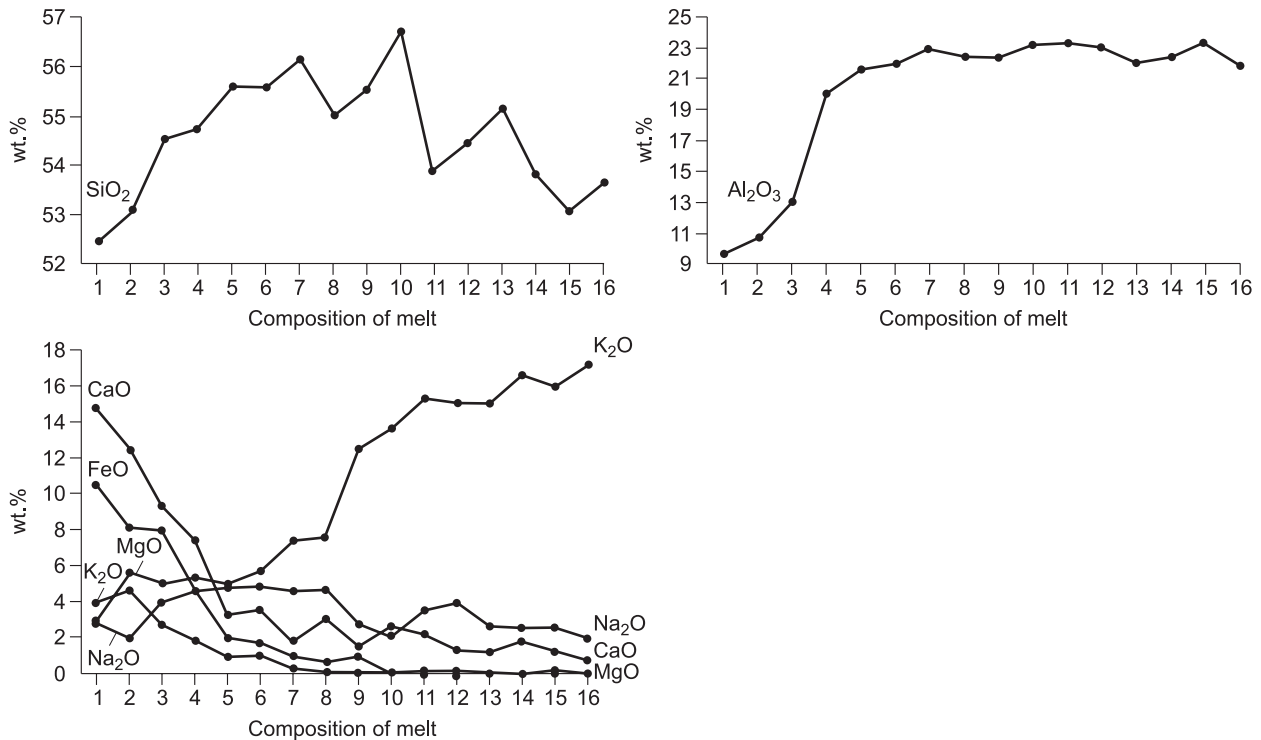 57
56
55
54
53
52
wt.%
SiO₂
1 2 3 4 5 6 7 8 9 10 11 12 13 14 15 16
Composition of melt
25
23
21
19
17
15
13
11
9
wt.%
Al₂O₃
1 2 3 4 5 6 7 8 9 10 11 12 13 14 15 16
Composition of melt
18
16
14
12
10
8
6
4
2
0
wt.%
K₂O
CaO
FeO
MgO
K₂O
Na₂O
Na₂O
CaO
MgO
1 2 3 4 5 6 7 8 9 10 11 12 13 14 15 16
Composition of melt